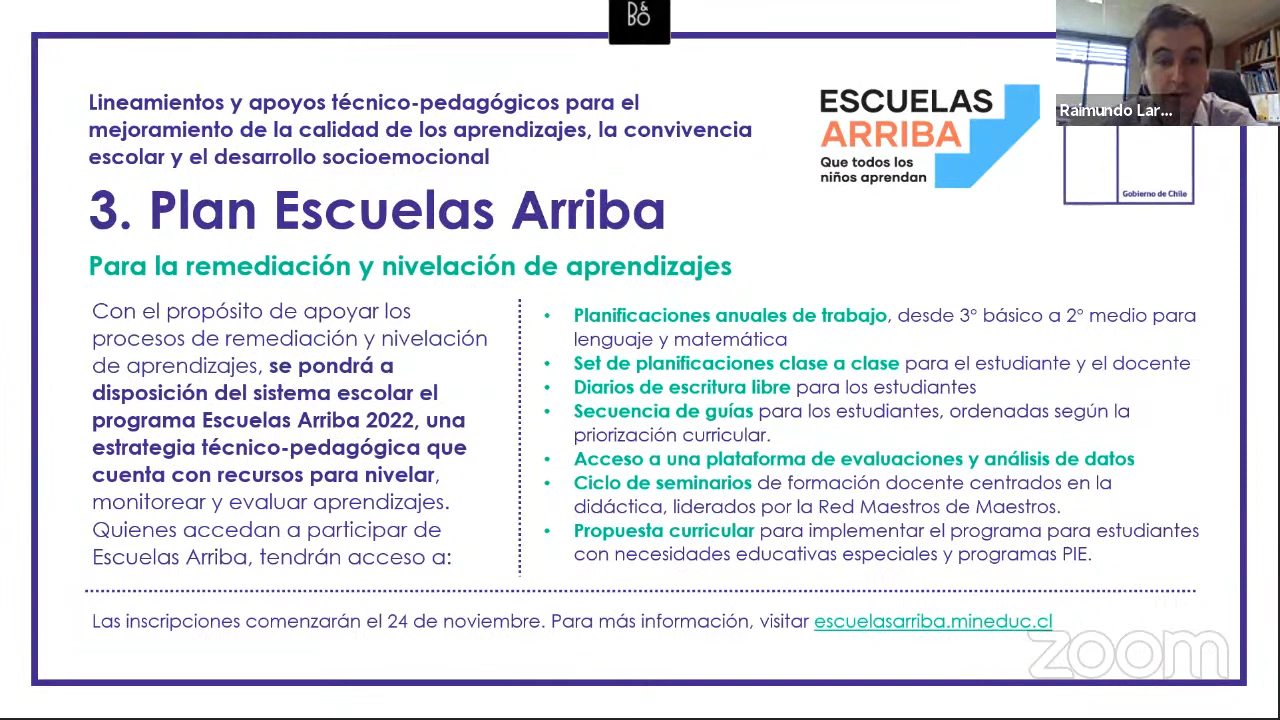 B&O
Raimundo Lar...
Lineamientos y apoyos técnico-pedagógicos para el
mejoramiento de la calidad de los aprendizajes, la convivencia
escolar y el desarrollo socioemocional
ESCUELAS
ARRIBA
Que todos los
niños aprendan
Gobierno de Chile
3. Plan Escuelas Arriba
Para la remediación y nivelación de aprendizajes
Con el propósito de apoyar los
procesos de remediación y nivelación
de aprendizajes, se pondrá a
disposición del sistema escolar el
programa Escuelas Arriba 2022, una
estrategia técnico-pedagógica que
cuenta con recursos para nivelar,
monitorear y evaluar aprendizajes.
Quienes accedan a participar de
Escuelas Arriba, tendrán acceso a:
• Planificaciones anuales de trabajo, desde 3° básico a 2° medio para
lenguaje y matemática
• Set de planificaciones clase a clase para el estudiante y el docente
• Diarios de escritura libre para los estudiantes
• Secuencia de guías para los estudiantes, ordenadas según la
priorización curricular.
• Acceso a una plataforma de evaluaciones y análisis de datos
• Ciclo de seminarios de formación docente centrados en la
didáctica, liderados por la Red Maestros de Maestros.
• Propuesta curricular para implementar el programa para estudiantes
con necesidades educativas especiales y programas PIE.
Las inscripciones comenzarán el 24 de noviembre. Para más información, visitar escuelasarriba.mineduc.cl
zoom